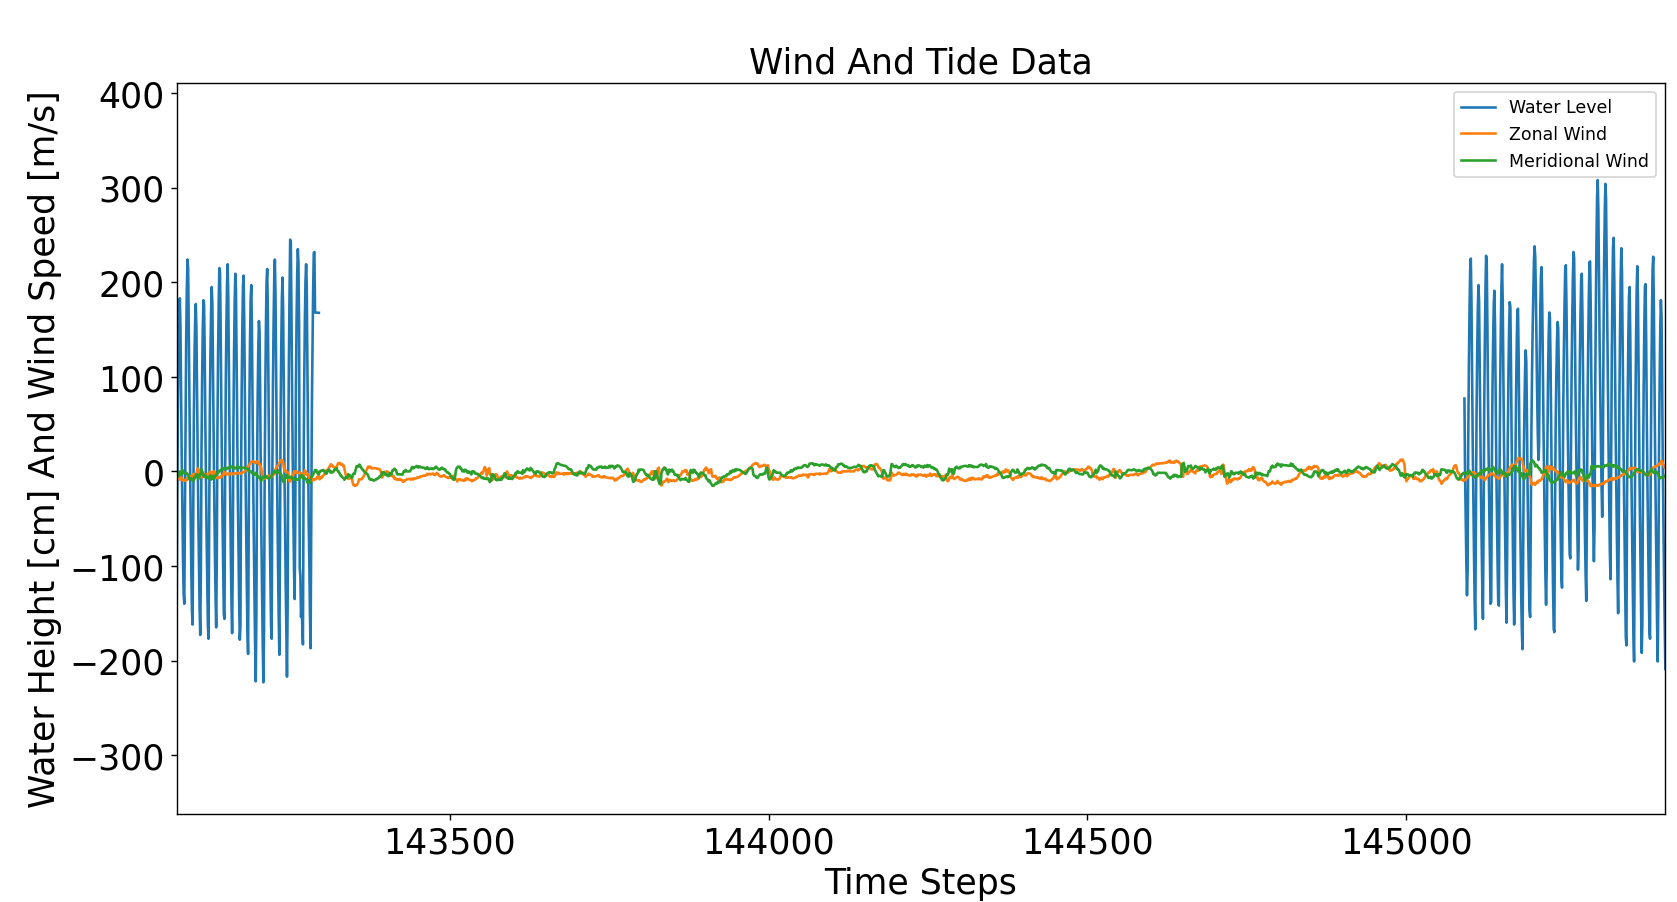 Wind And Tide Data
Water Height [cm] And Wind Speed [m/s]
400
300
200
100
0
−100
−200
−300
Water Level
Zonal Wind
Meridional Wind
143500 144000 144500 145000
Time Steps